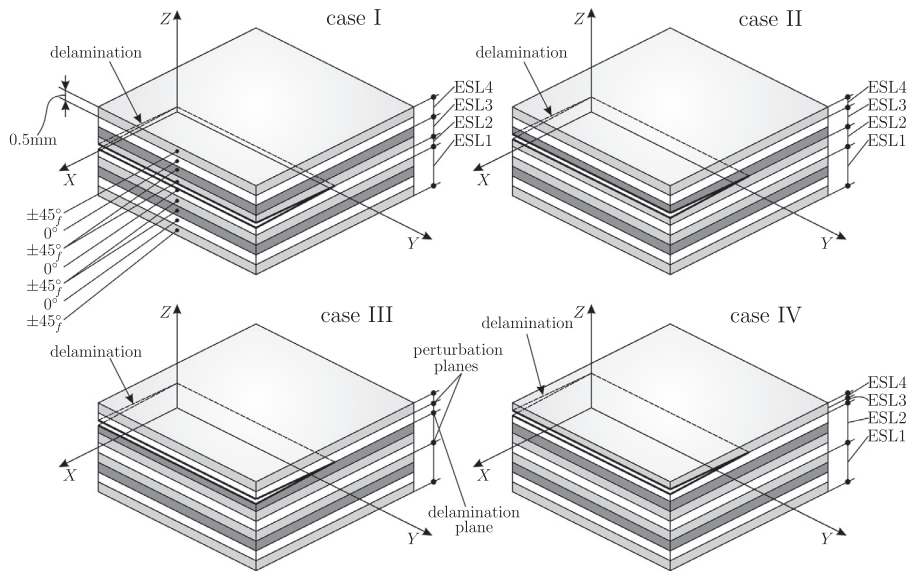 case I
Z
delamination
ESL4
ESL3
ESL2
ESL1
0.5mm
X
Y
±45°f
0°
±45°f
0°
±45°f
0°
±45°f
case II
Z
delamination
ESL4
ESL3
ESL2
ESL1
X
Y
case III
Z
delamination
perturbation
planes
X
Y
delamination
plane
case IV
Z
delamination
ESL4
ESL3
ESL2
ESL1
X
Y